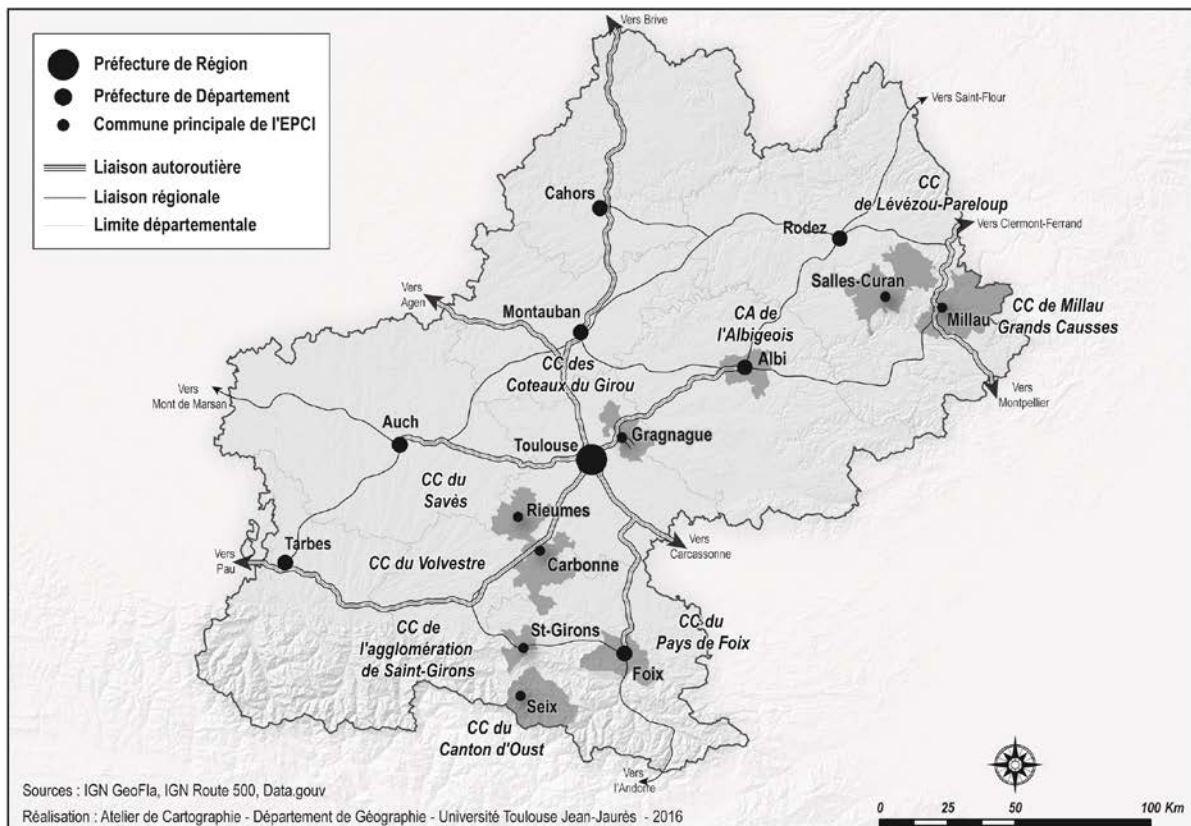 Vers Brive
Préfecture de Région
Préfecture de Département
Commune principale de l'EPCI
Liaison autoroutière
Liaison régionale
Limite départementale
Vers Saint-Flour
CC
de Lévézou-Pareloup
Cahors
Rodez
Vers Clermont-Ferrand
Salles-Curan
Vers
Agen
Montauban
CA de
l'Albigeois
Millau
CC de Millau
Grands Causses
CC des
Coteaux du Girou
Albi
Vers
Mont de Marsan
Vers
Montpellier
Auch
Toulouse
Gragnague
CC du
Savès
Rieumes
Vers
Carcassonne
Tarbes
Vers
Pau
CC du Volvestre
Carbonne
CC de
l'agglomération
de Saint-Girons
St-Girons
CC du
Pays de Foix
Foix
Seix
CC du
Canton d'Oust
Vers
l'Andorre
Sources : IGN GeoFla, IGN Route 500, Data.gouv
Réalisation : Atelier de Cartographie - Département de Géographie - Université Toulouse Jean-Jaurès - 2016
0 25 50 100 Km